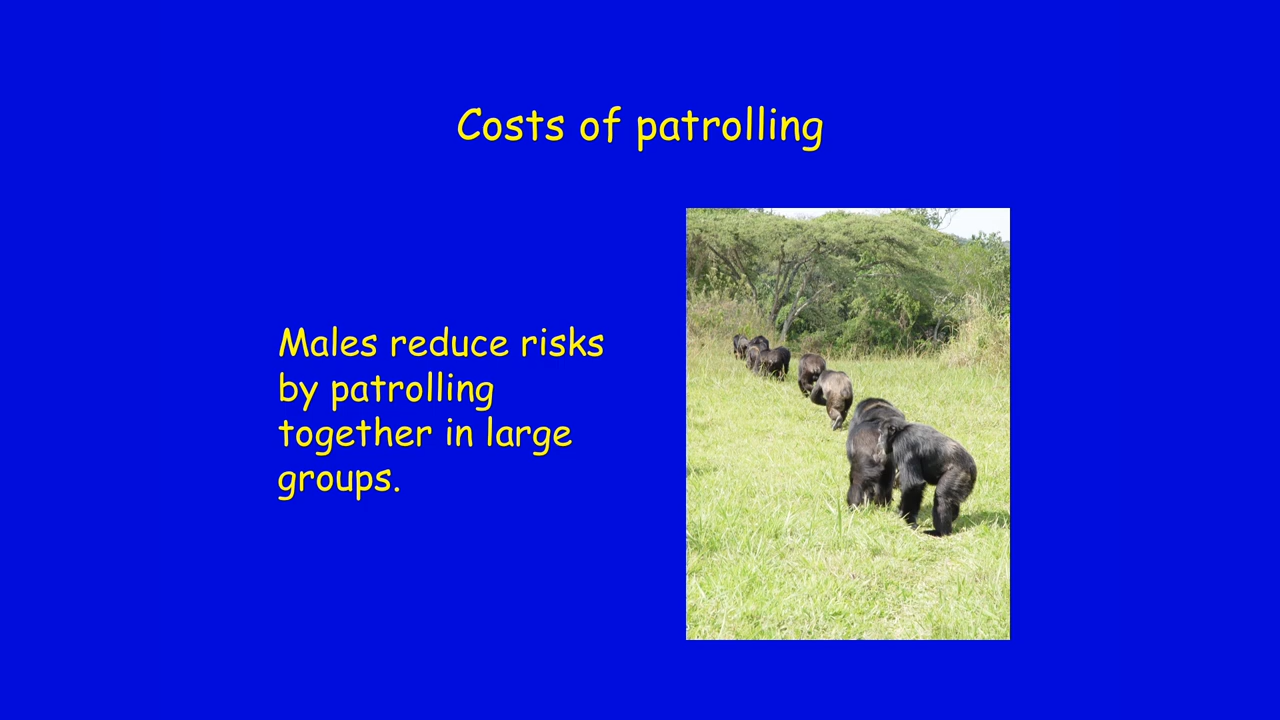 Costs of patrolling
Males reduce risks
by patrolling
together in large
groups.